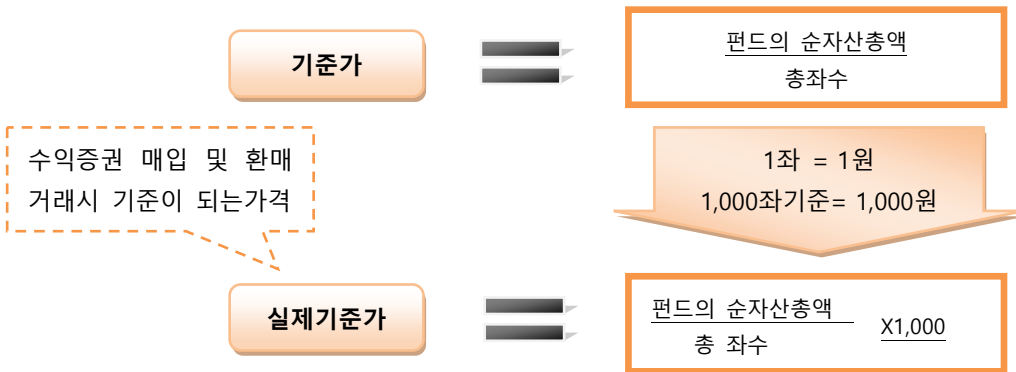 기준가
펀드의 순자산총액
총좌수
수익증권 매입 및 환매
거래시 기준이 되는가격
1좌 = 1원
1,000좌기준= 1,000원
실제기준가
펀드의 순자산총액
총 좌수
X1,000